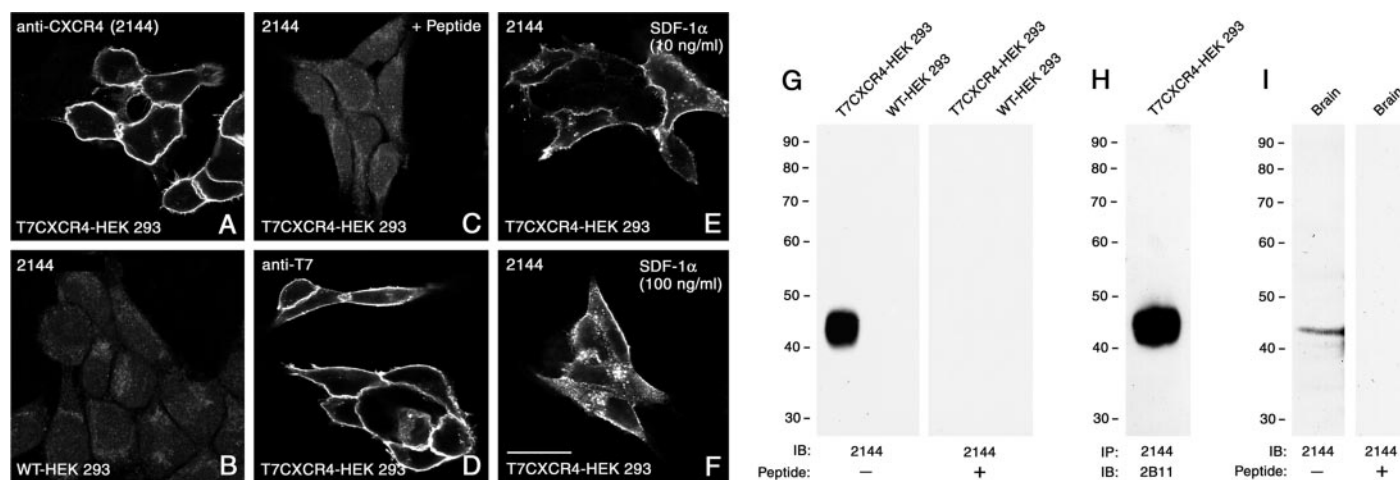 anti-CXCR4 (2144)
T7CXCR4-HEK 293
A
2144
+ Peptide
T7CXCR4-HEK 293
C
2144
SDF-1α
(10 ng/ml)
T7CXCR4-HEK 293
E
2144
WT-HEK 293
B
anti-T7
T7CXCR4-HEK 293
D
2144
SDF-1α
(100 ng/ml)
T7CXCR4-HEK 293
F
G
T7CXCR4-HEK 293
WT-HEK 293
T7CXCR4-HEK 293
WT-HEK 293
90 -
80 -
70 -
60 -
50 -
40 -
30 -
IB: 2144 2144
Peptide: – +
H
T7CXCR4-HEK 293
90 -
80 -
70 -
60 -
50 -
40 -
30 -
IP: 2144
IB: 2B11
I
Brain
Brain
90 -
80 -
70 -
60 -
50 -
40 -
30 -
IB: 2144 2144
Peptide: – +